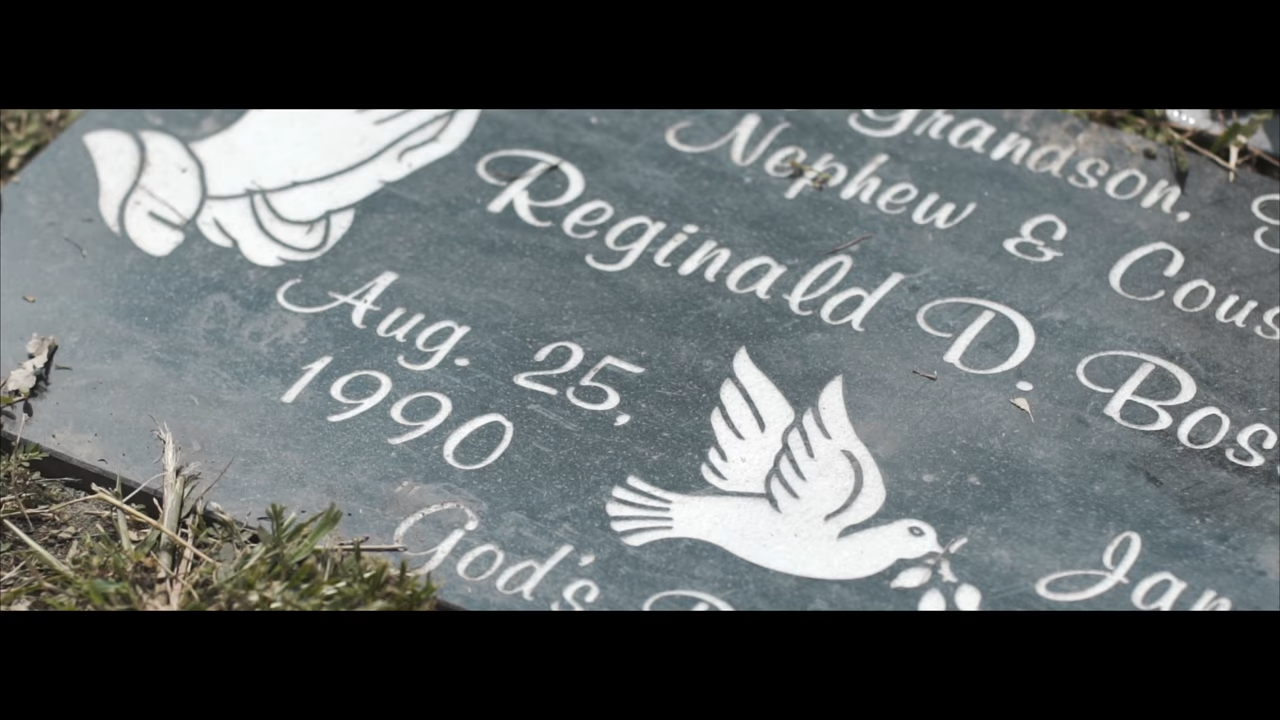 Grandson,
Nephew & Cous
Reginald D. Bos
Aug. 25,
1990
Jan
God's